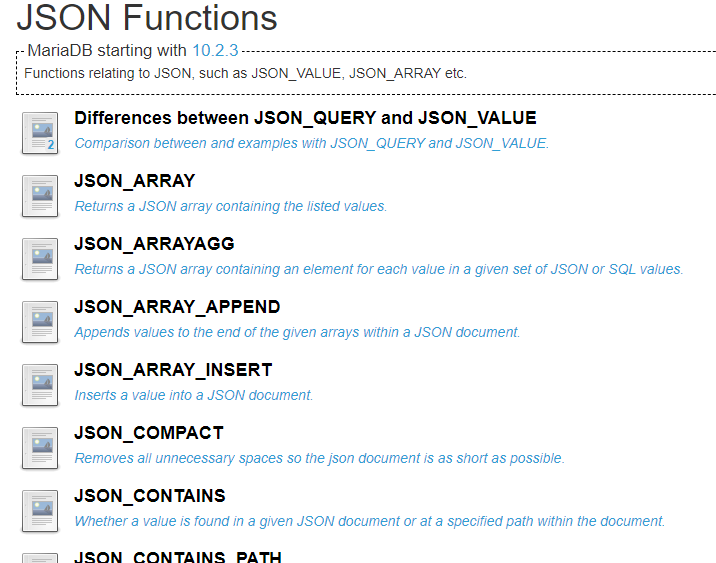 JSON Functions
MariaDB starting with 10.2.3
Functions relating to JSON, such as JSON_VALUE, JSON_ARRAY etc.
Differences between JSON_QUERY and JSON_VALUE
2
Comparison between and examples with JSON_QUERY and JSON_VALUE.
JSON_ARRAY
Returns a JSON array containing the listed values.
JSON_ARRAYAGG
Returns a JSON array containing an element for each value in a given set of JSON or SQL values.
JSON_ARRAY_APPEND
Appends values to the end of the given arrays within a JSON document.
JSON_ARRAY_INSERT
Inserts a value into a JSON document.
JSON_COMPACT
Removes all unnecessary spaces so the json document is as short as possible.
JSON_CONTAINS
Whether a value is found in a given JSON document or at a specified path within the document.
JSON_CONTAINS_PATH